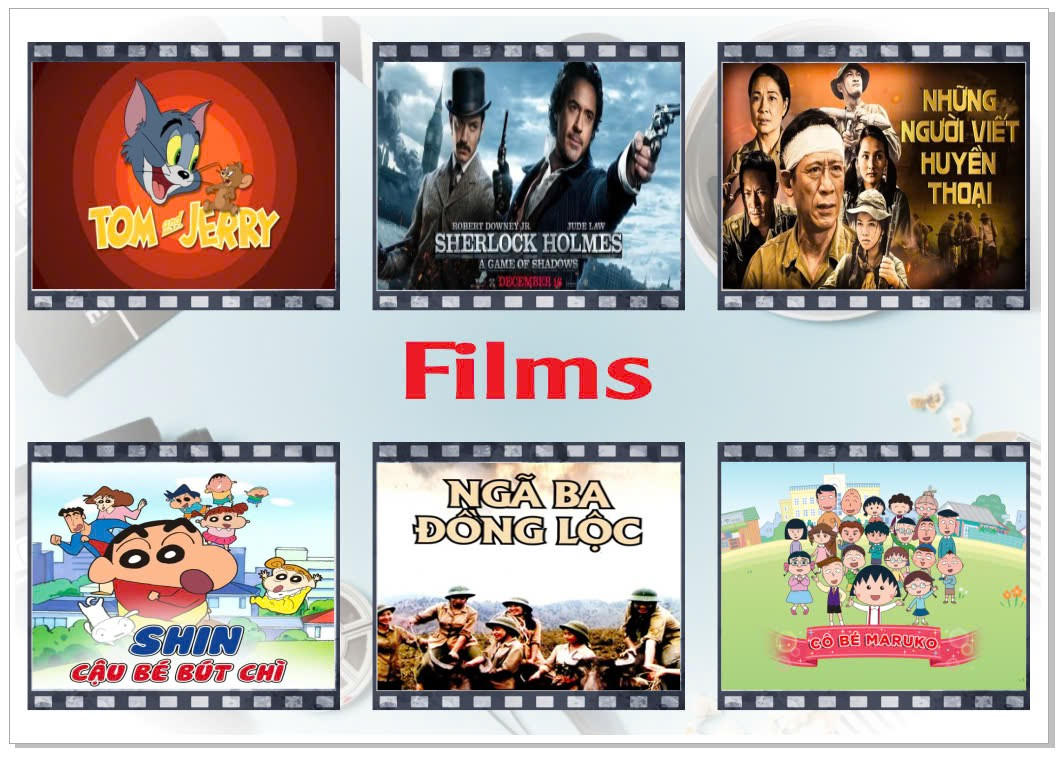 TOM and JERRY
ROBERT DOWNEY JR. JUDE LAW
SHERLOCK HOLMES
A GAME OF SHADOWS
DECEMBER 16
NHỮNG
NGƯỜI VIẾT
HUYỀN
THOẠI
Films
SHIN
CẬU BÉ BÚT CHÌ
NGÃ BA
ĐỒNG LỘC
CÔ BÉ MARUKO